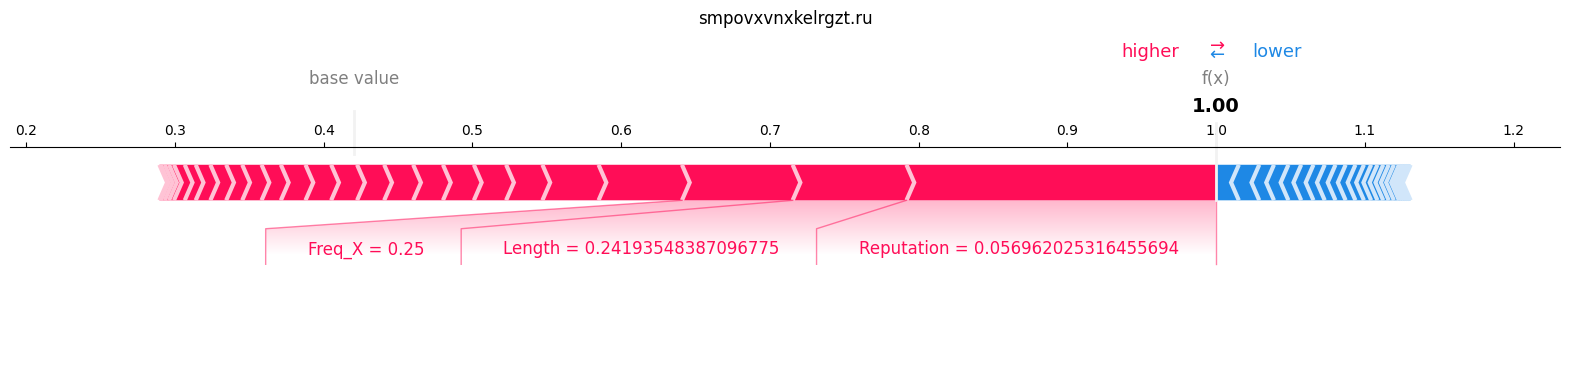 smpovxvnxkelrgzt.ru
higher ⇄ lower
base value f(x)
1.00
0.2 0.3 0.4 0.5 0.6 0.7 0.8 0.9 1.0 1.1 1.2
Freq_X = 0.25 Length = 0.24193548387096775 Reputation = 0.056962025316455694